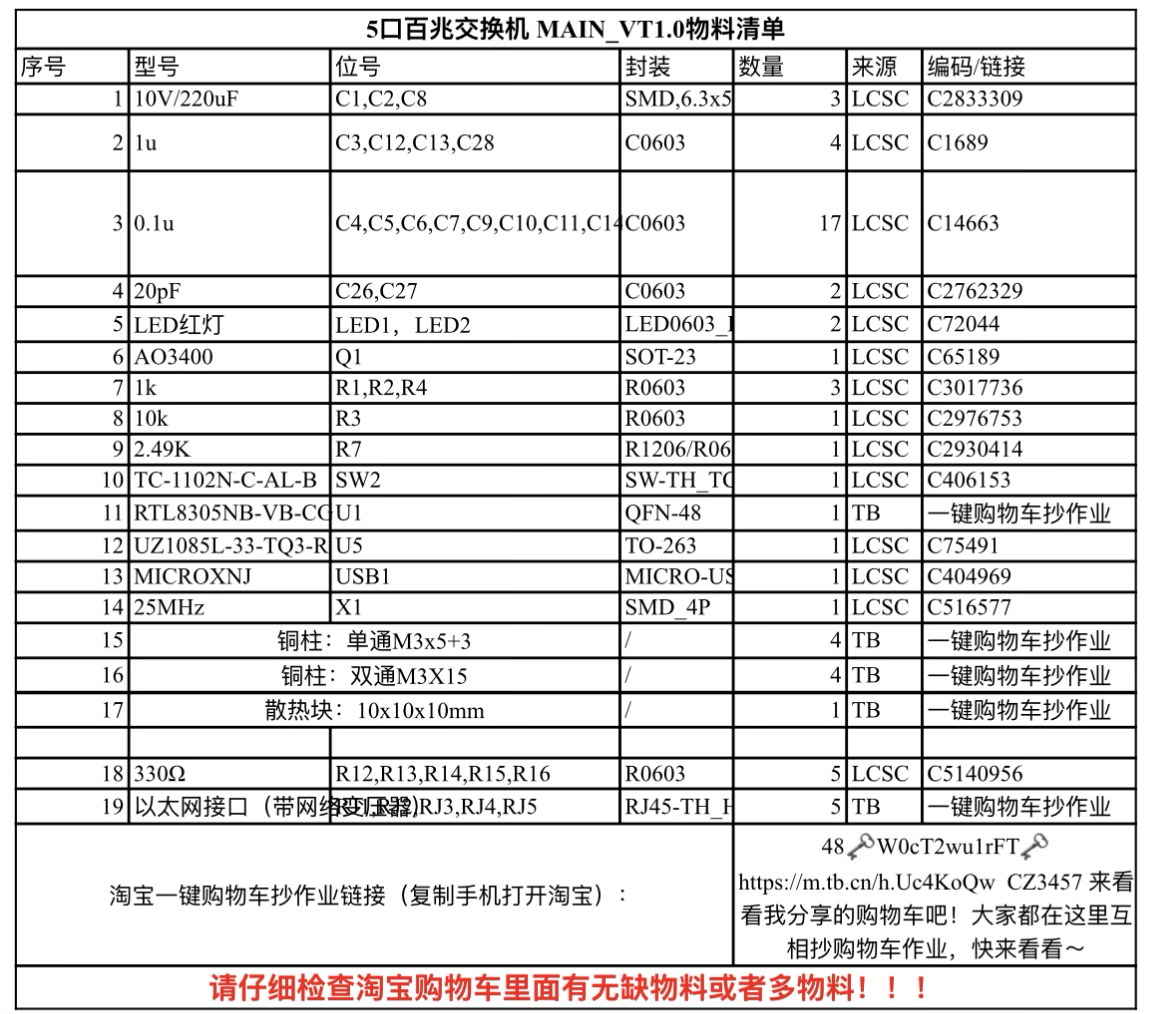 5口百兆交换机 MAIN_VT1.0物料清单
序号 型号 位号 封装 数量 来源 编码/链接
1 10V/220uF C1,C2,C8 SMD,6.3x5 3 LCSC C2833309
2 1u C3,C12,C13,C28 C0603 4 LCSC C1689
3 0.1u C4,C5,C6,C7,C9,C10,C11,C14 C0603 17 LCSC C14663
4 20pF C26,C27 C0603 2 LCSC C2762329
5 LED红灯 LED1，LED2 LED0603_ 2 LCSC C72044
6 AO3400 Q1 SOT-23 1 LCSC C65189
7 1k R1,R2,R4 R0603 3 LCSC C3017736
8 10k R3 R0603 1 LCSC C2976753
9 2.49K R7 R1206/R06 1 LCSC C2930414
10 TC-1102N-C-AL-B SW2 SW-TH_TC 1 LCSC C406153
11 RTL8305NB-VB-CG U1 QFN-48 1 TB 一键购物车抄作业
12 UZ1085L-33-TQ3-R U5 TO-263 1 LCSC C75491
13 MICROXNJ USB1 MICRO-US 1 LCSC C404969
14 25MHz X1 SMD_4P 1 LCSC C516577
15 铜柱：单通M3x5+3 / 4 TB 一键购物车抄作业
16 铜柱：双通M3X15 / 4 TB 一键购物车抄作业
17 散热块：10x10x10mm / 1 TB 一键购物车抄作业
18 330Ω R12,R13,R14,R15,R16 R0603 5 LCSC C5140956
19 以太网接口（带网络变压器） RJ1,RJ2,RJ3,RJ4,RJ5 RJ45-TH_H 5 TB 一键购物车抄作业
淘宝一键购物车抄作业链接（复制手机打开淘宝）：
48🗝W0cT2wu1rFT🗝
https://m.tb.cn/h.Uc4KoQw CZ3457 来看
看我分享的购物车吧！大家都在这里互
相抄购物车作业，快来看看～
请仔细检查淘宝购物车里面有无缺物料或者多物料！！！